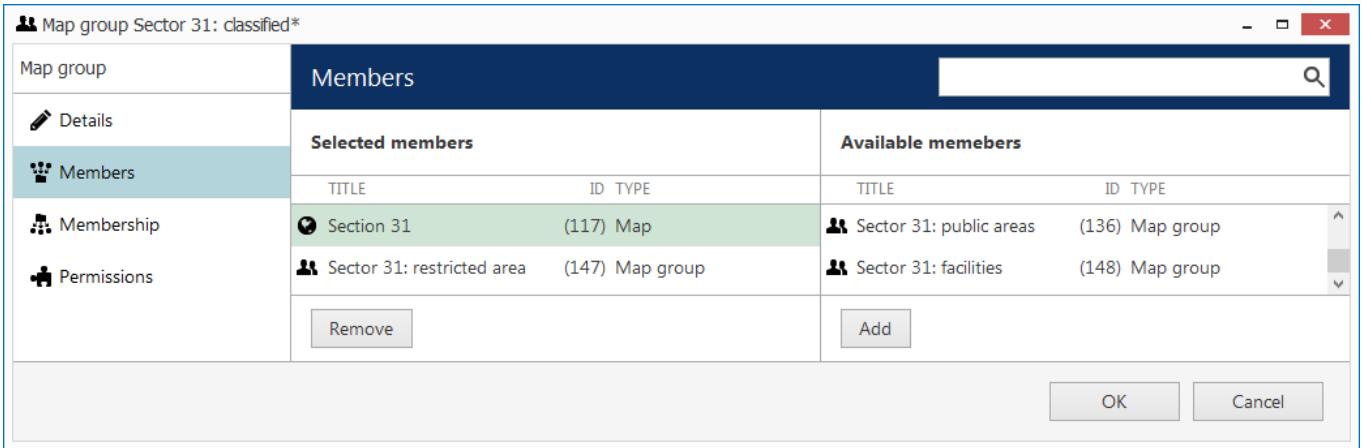 Map group Sector 31: classified*
Map group
Members
Details
Members
Membership
Permissions
Selected members
TITLE ID TYPE
Section 31 (117) Map
Sector 31: restricted area (147) Map group
Remove
Available memebers
TITLE ID TYPE
Sector 31: public areas (136) Map group
Sector 31: facilities (148) Map group
Add
OK Cancel